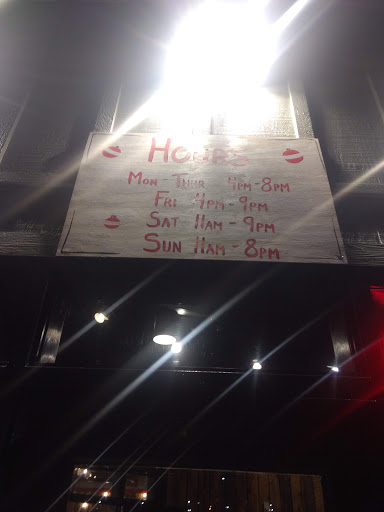 HOURS
MON - THUR 4PM - 8PM
FRI 4PM - 9PM
SAT 11AM - 9PM
SUN 11AM - 8PM